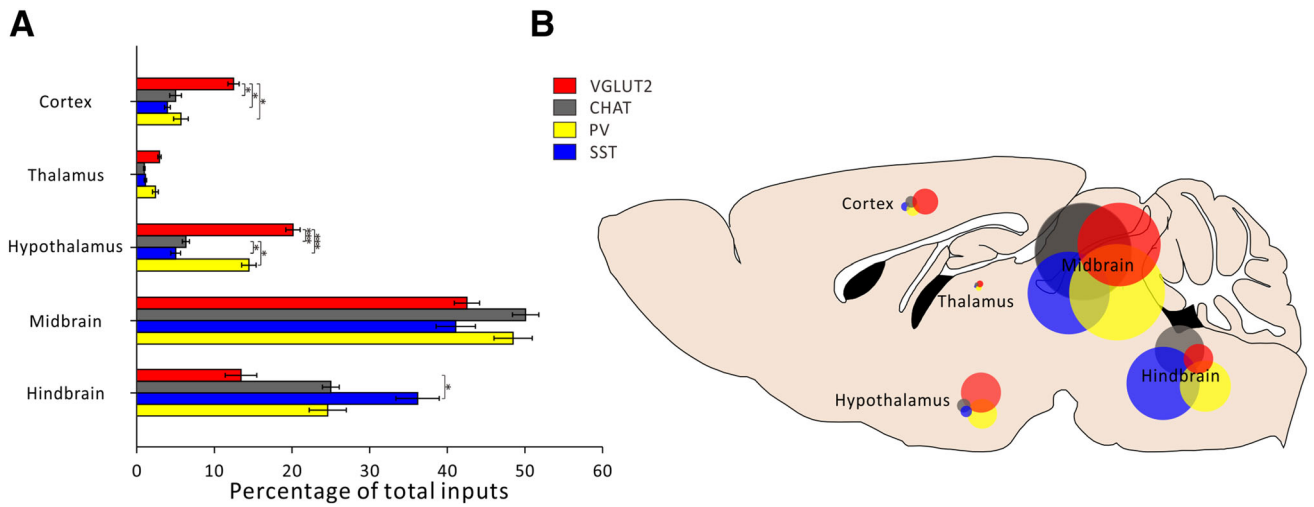 A
Cortex
Thalamus
Hypothalamus
Midbrain
Hindbrain
*
*
*
***
***
*
*
*
0 10 20 30 40 50 60
Percentage of total inputs
B
VGLUT2
CHAT
PV
SST
Cortex
Midbrain
Thalamus
Hindbrain
Hypothalamus